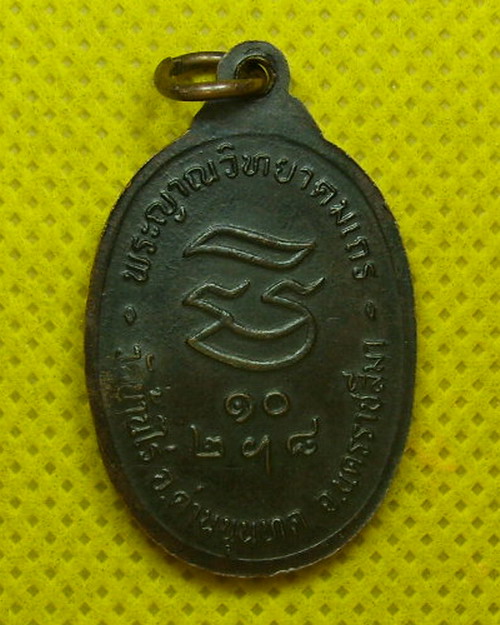 พระญาณวิทยาคมเถร
๑๐
๒ ๕ ๘
วัดบ้านไร่ อ.ด่านขุนทด จ.นครราชสีมา